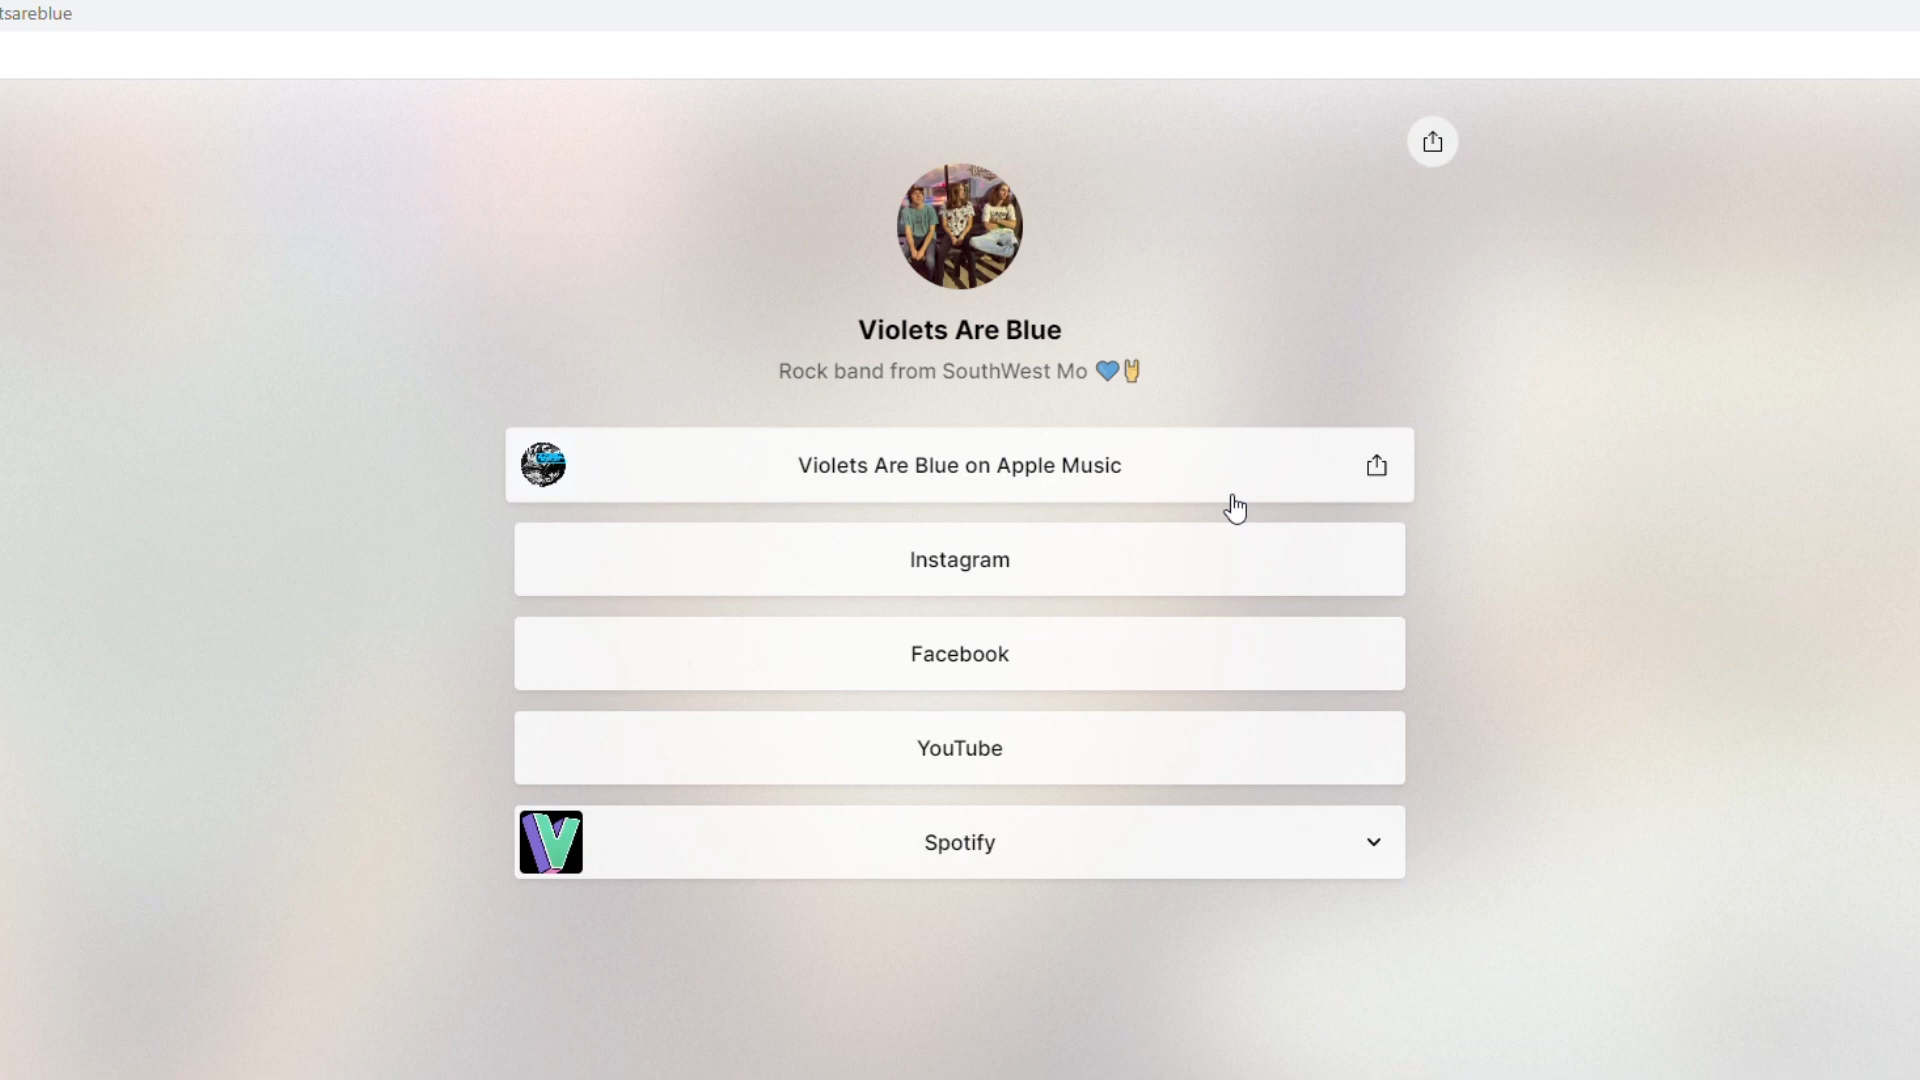 tsareblue
Violets Are Blue
Rock band from SouthWest Mo 💙🤘
Violets Are Blue on Apple Music
Instagram
Facebook
YouTube
Spotify